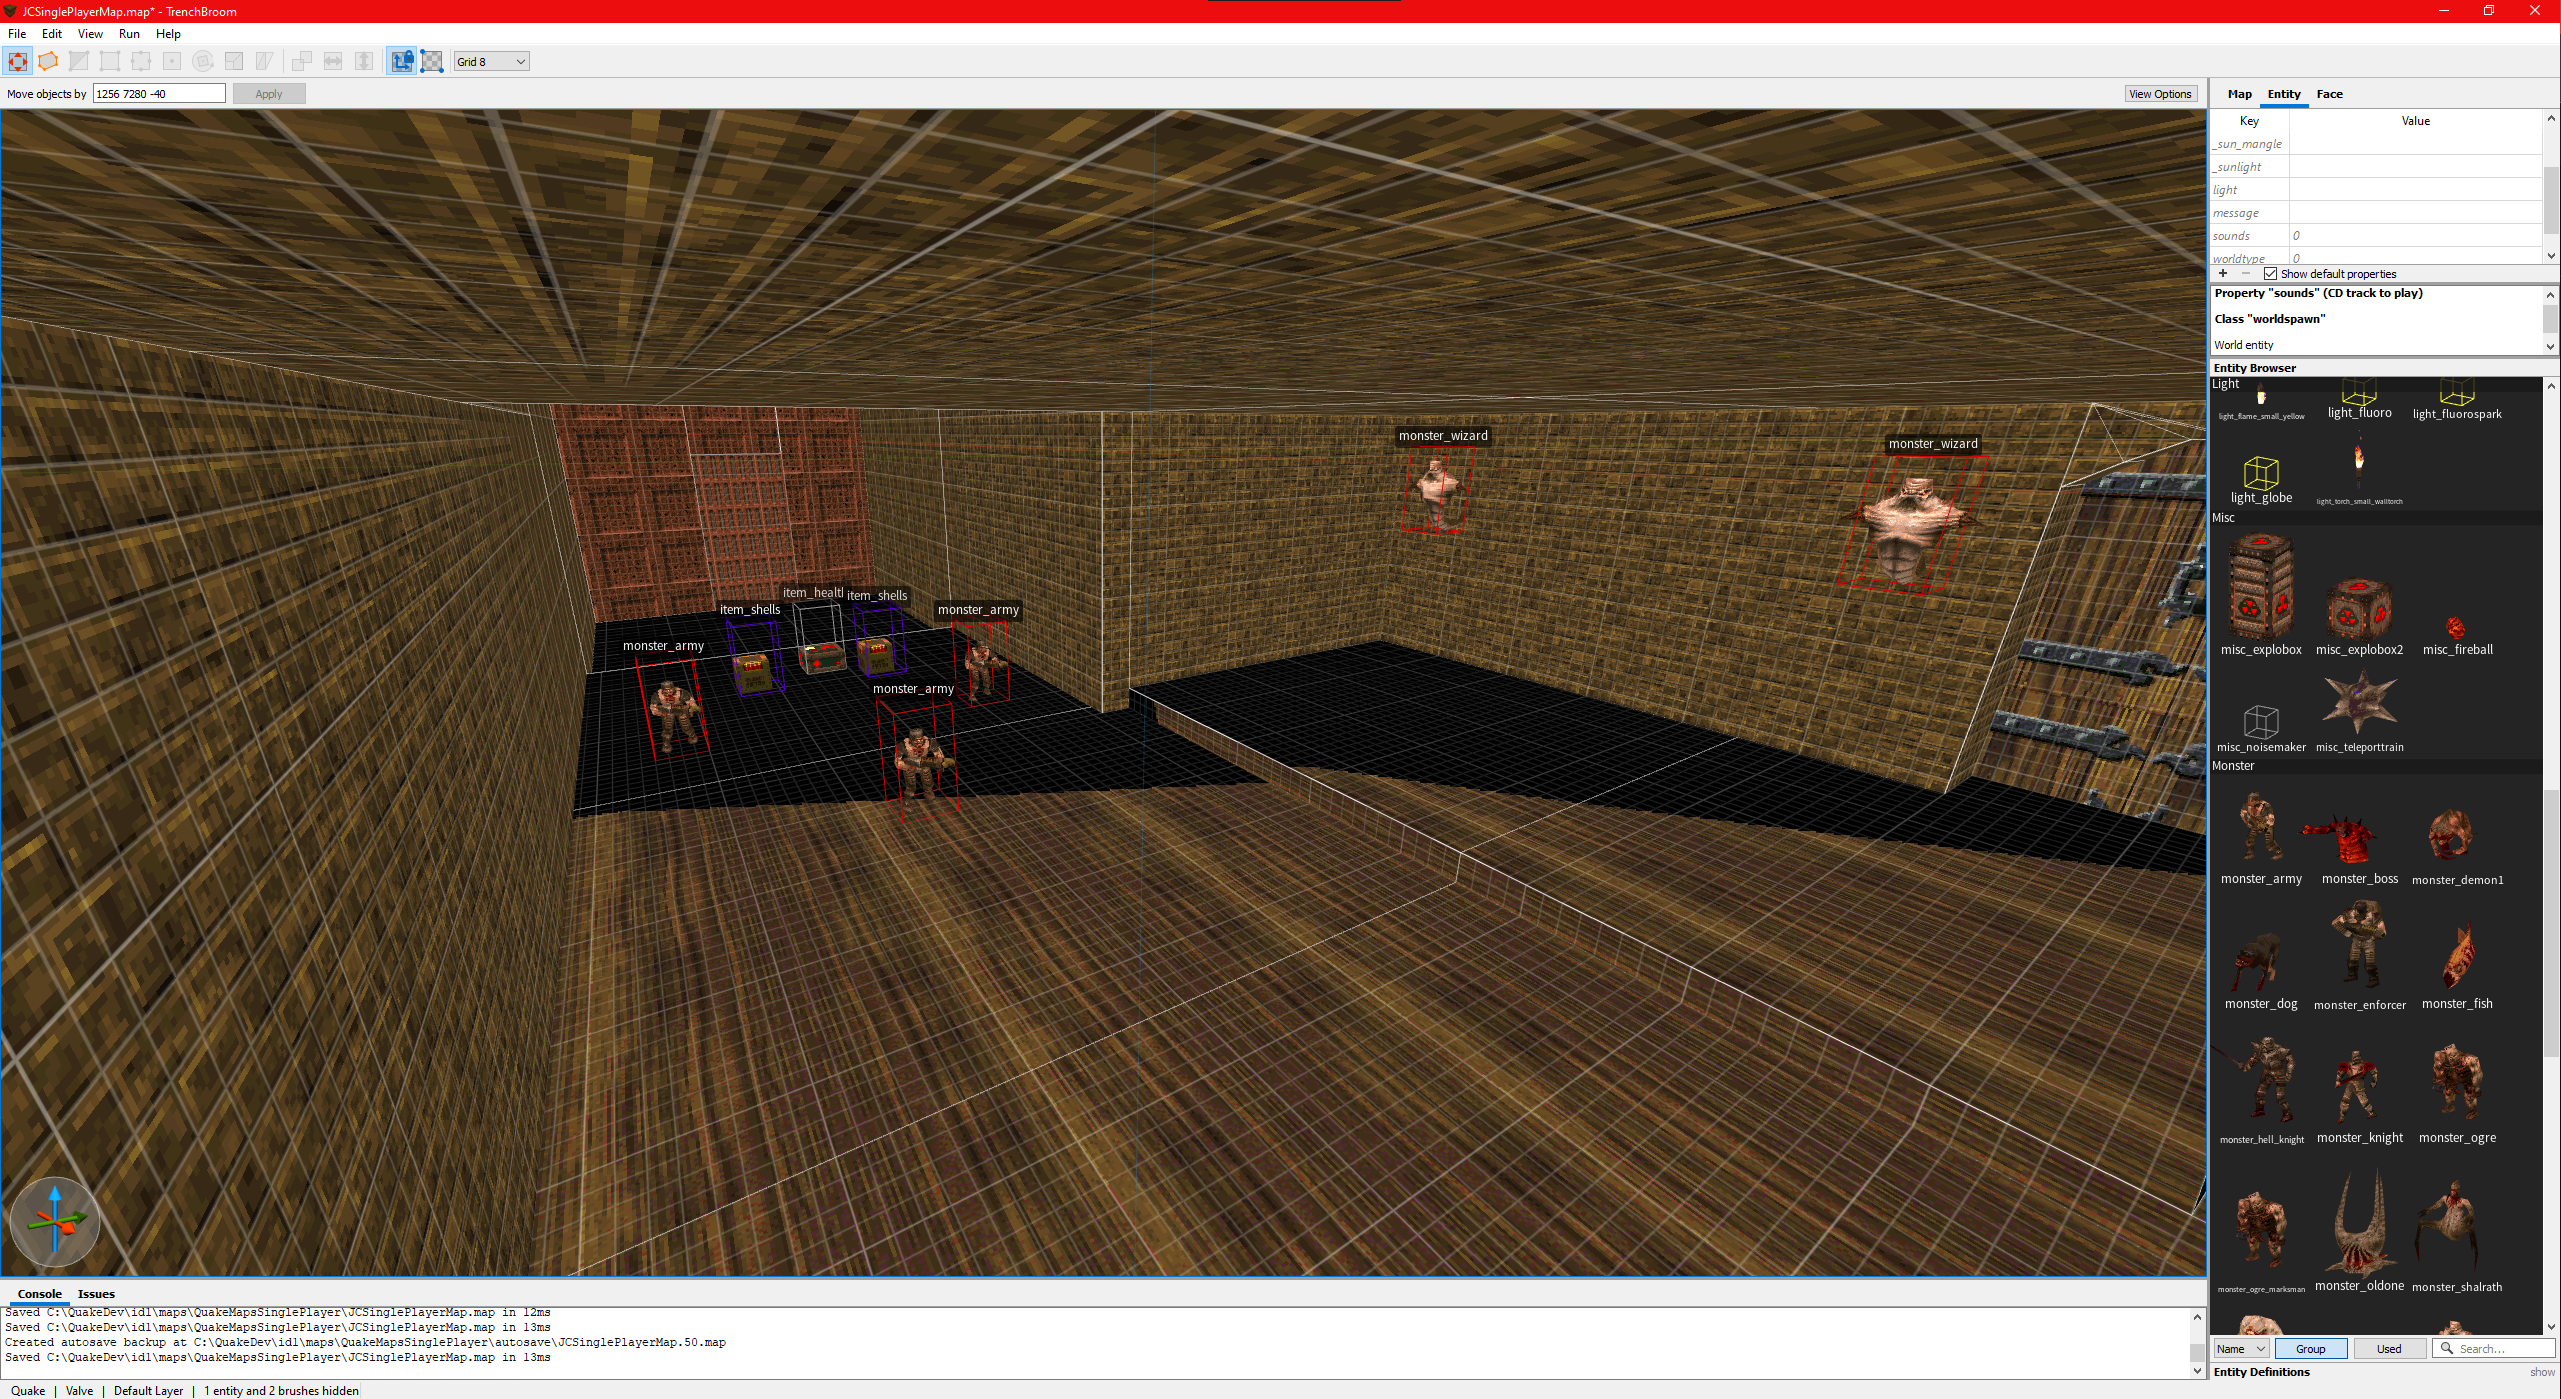 JCSinglePlayerMap.map* - TrenchBroom
File Edit View Run Help
Grid 8
Move objects by 1256 7280 -40 Apply
View Options
Map Entity Face
Key Value
_sun_mangle
_sunlight
light
message
sounds 0
worldtype 0
+ - Show default properties
Property "sounds" (CD track to play)
Class "worldspawn"
World entity
Entity Browser
Light
light_flame_small_yellow light_fluoro light_fluorospark
light_globe light_torch_small_walltorch
Misc
misc_explobox misc_explobox2 misc_fireball
misc_noisemaker misc_teleporttrain
Monster
monster_army monster_boss monster_demon1
monster_dog monster_enforcer monster_fish
monster_hell_knight monster_knight monster_ogre
monster_ogre_marksman monster_oldone monster_shalrath
Name Group Used Search...
Entity Definitions show
monster_wizard
monster_wizard
item_healtl
item_shells
item_shells
monster_army
monster_army
monster_army
Console Issues
Saved C:\QuakeDev\id1\maps\QuakeMapsSinglePlayer\JCSinglePlayerMap.map in 12ms
Saved C:\QuakeDev\id1\maps\QuakeMapsSinglePlayer\JCSinglePlayerMap.map in 13ms
Created autosave backup at C:\QuakeDev\id1\maps\QuakeMapsSinglePlayer\autosave\JCSinglePlayerMap.50.map
Saved C:\QuakeDev\id1\maps\QuakeMapsSinglePlayer\JCSinglePlayerMap.map in 13ms
Quake | Valve | Default Layer | 1 entity and 2 brushes hidden